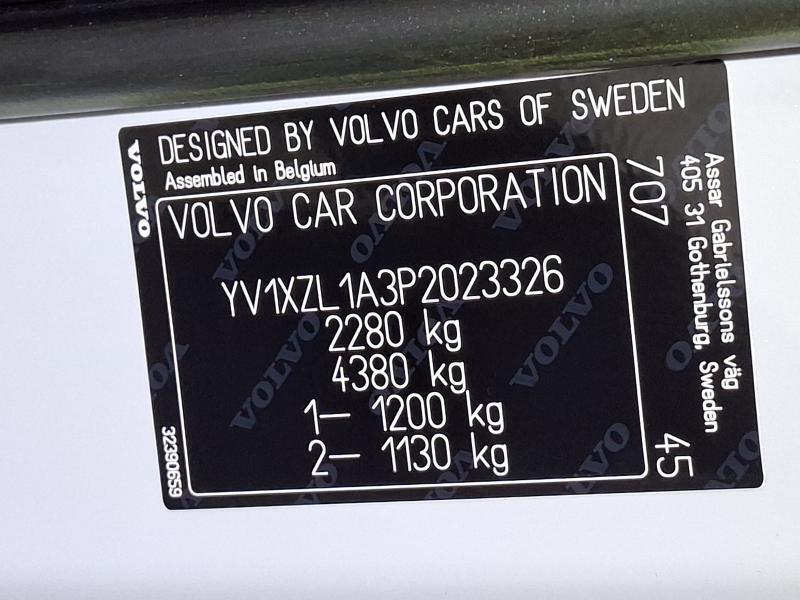 DESIGNED BY VOLVO CARS OF SWEDEN
Assembled in Belgium
VOLVO
VOLVO CAR CORPORATION
YV1XZL1A3P2023326
2280 kg
4380 kg
1– 1200 kg
2– 1130 kg
32390659
707
45
Assar Gabrielssons väg
405 31 Gothenburg, Sweden